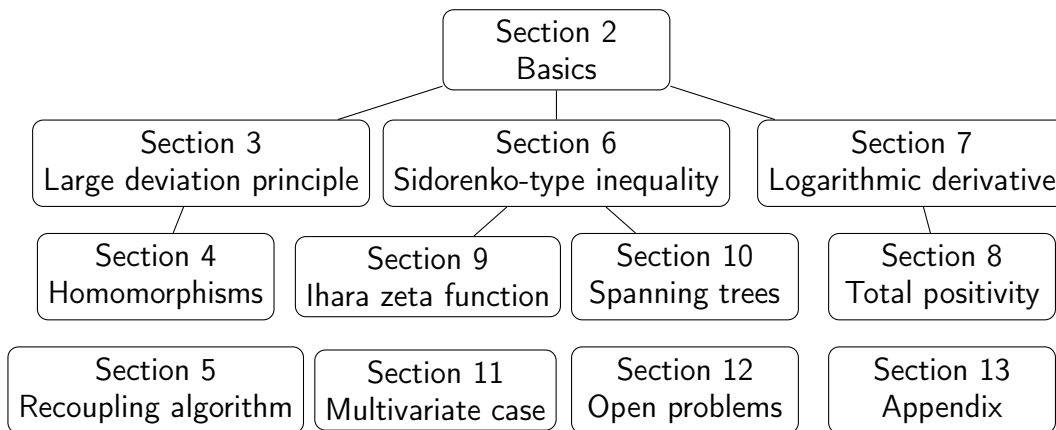 Section 2
Basics
Section 3
Large deviation principle
Section 6
Sidorenko-type inequality
Section 7
Logarithmic derivative
Section 4
Homomorphisms
Section 9
Ihara zeta function
Section 10
Spanning trees
Section 8
Total positivity
Section 5
Recoupling algorithm
Section 11
Multivariate case
Section 12
Open problems
Section 13
Appendix